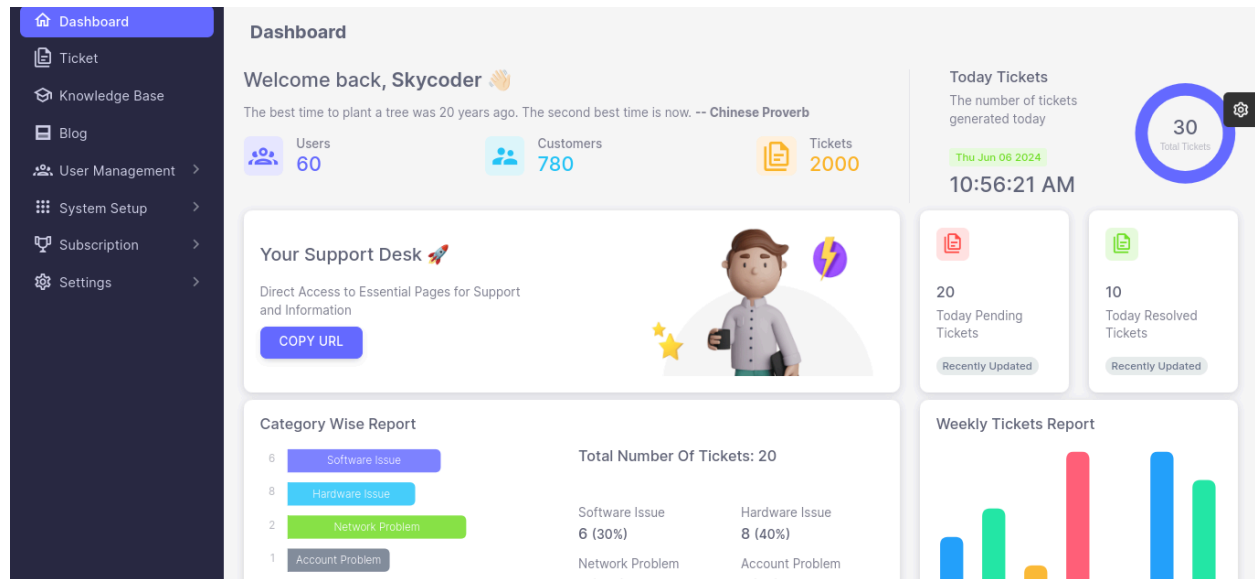 Dashboard
Ticket
Knowledge Base
Blog
User Management
System Setup
Subscription
Settings
Dashboard
Welcome back, Skycoder 👋🏻
The best time to plant a tree was 20 years ago. The second best time is now. -- Chinese Proverb
Users
60
Customers
780
Tickets
2000
Today Tickets
The number of tickets
generated today
Thu Jun 06 2024
10:56:21 AM
30
Total Tickets
Your Support Desk 🚀
Direct Access to Essential Pages for Support
and Information
COPY URL
20
Today Pending
Tickets
Recently Updated
10
Today Resolved
Tickets
Recently Updated
Category Wise Report
6 Software Issue
8 Hardware Issue
2 Network Problem
1 Account Problem
Total Number Of Tickets: 20
Software Issue
6 (30%)
Hardware Issue
8 (40%)
Network Problem
Account Problem
Weekly Tickets Report